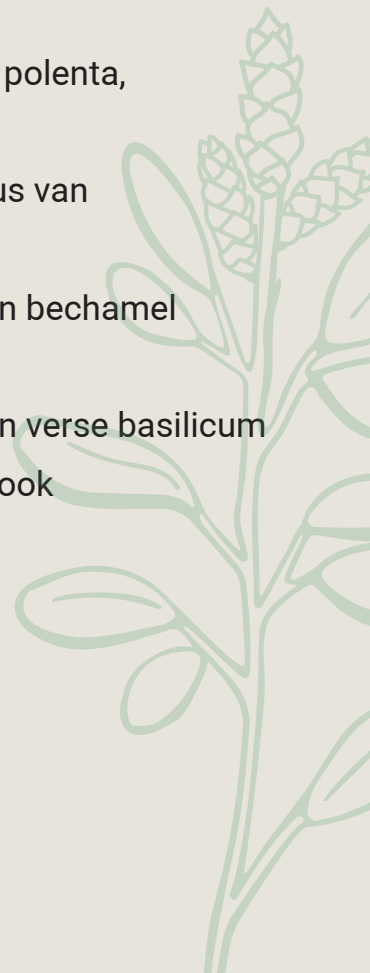 polenta,
us van
n bechamel
n verse basilicum
ook